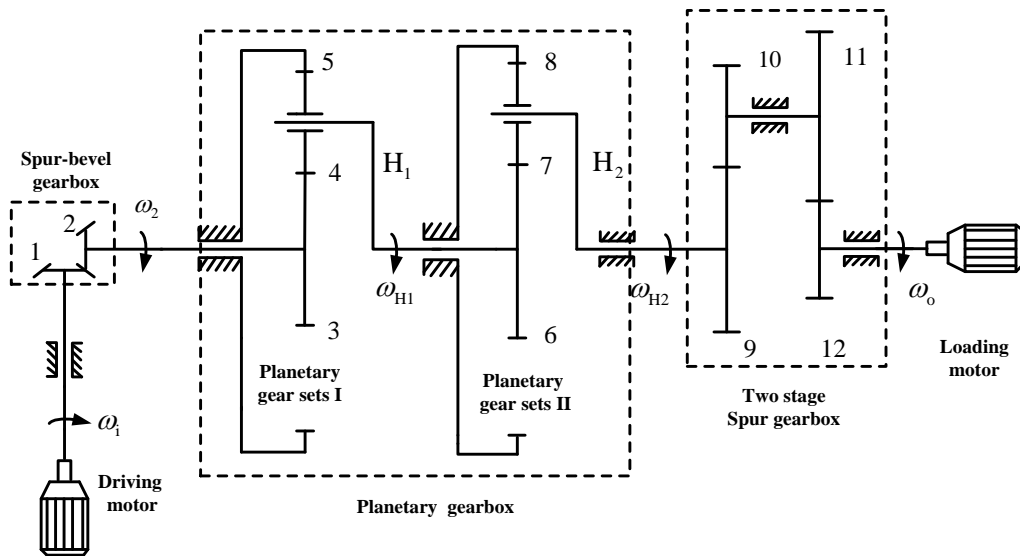 5
8
10
11
Spur-bevel
gearbox
4
H1
7
H2
ω2
2
1
ωH1
ωH2
ωo
3
6
9
12
Planetary
gear sets I
Planetary
gear sets II
Loading
motor
Two stage
Spur gearbox
ωi
Driving
motor
Planetary gearbox